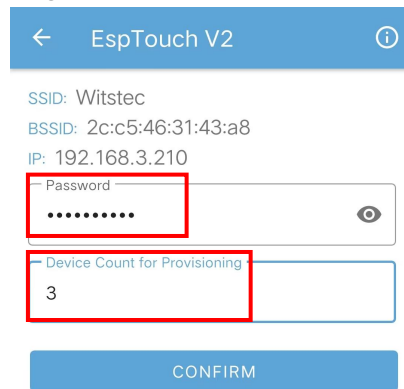 EspTouch V2
SSID: Witstec
BSSID: 2c:c5:46:31:43:a8
IP: 192.168.3.210
Password
••••••••••
Device Count for Provisioning
3
CONFIRM